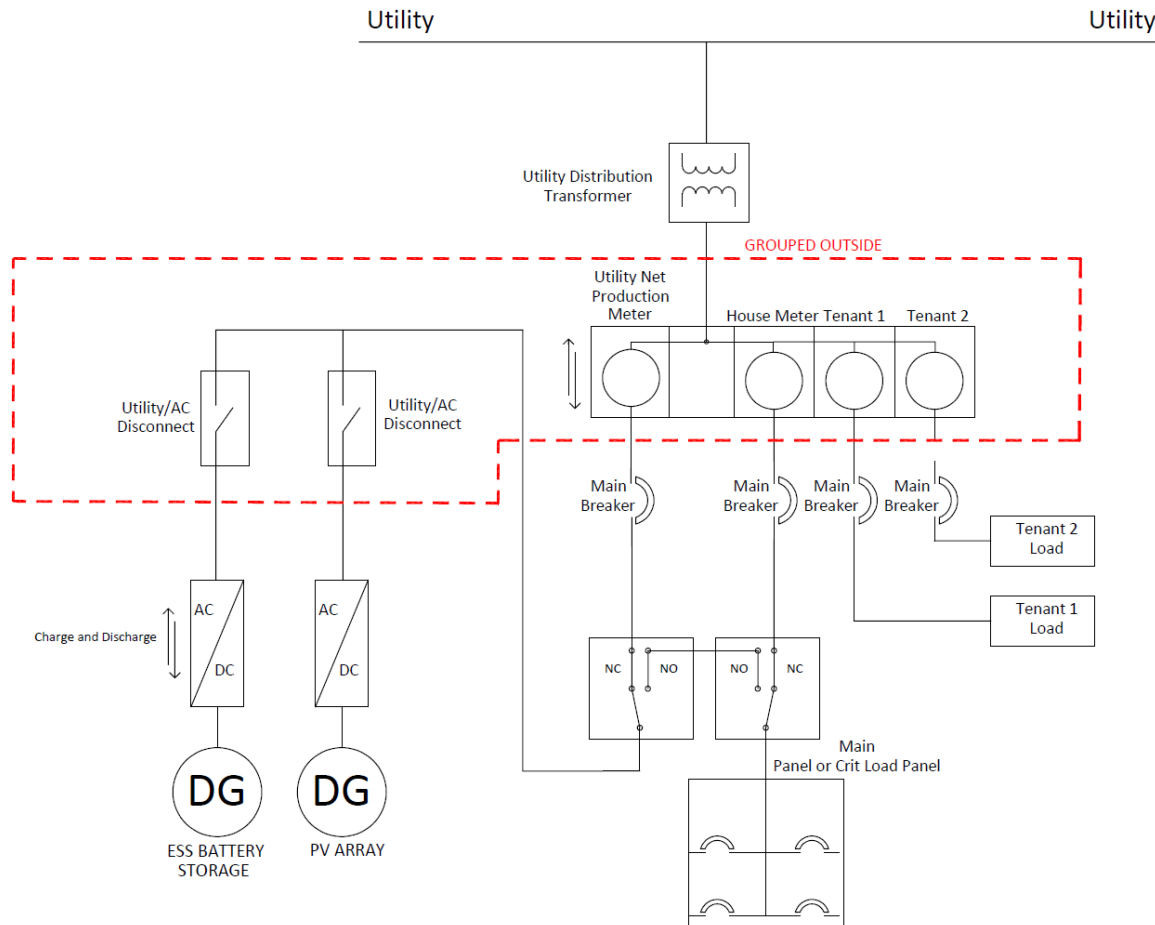 Utility
Utility
Utility Distribution
Transformer
GROUPED OUTSIDE
Utility Net
Production
Meter
House Meter
Tenant 1
Tenant 2
Utility/AC
Disconnect
Utility/AC
Disconnect
Main
Breaker
Main
Breaker
Main
Breaker
Main
Breaker
Tenant 2
Load
Tenant 1
Load
AC
DC
AC
DC
Charge and Discharge
NC
NO
NO
NC
Main
Panel or Crit Load Panel
DG
DG
ESS BATTERY
STORAGE
PV ARRAY